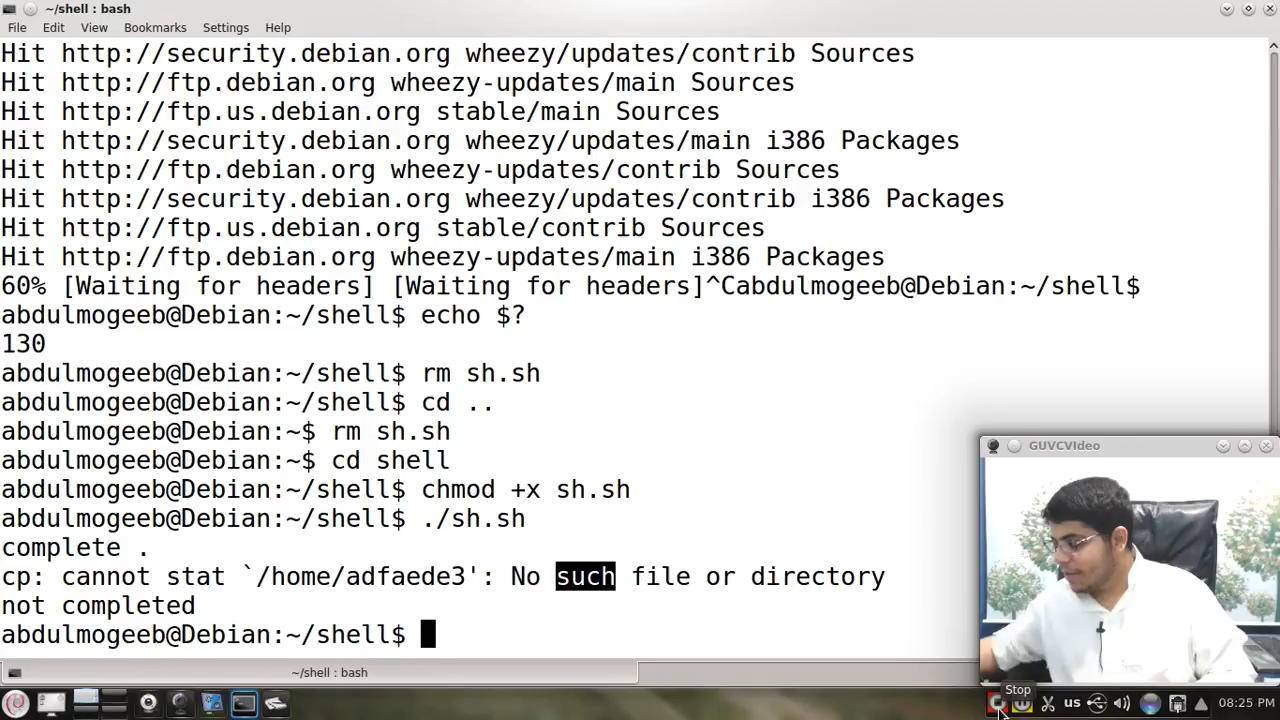 ~/shell : bash
File Edit View Bookmarks Settings Help
Hit http://security.debian.org wheezy/updates/contrib Sources
Hit http://ftp.debian.org wheezy-updates/main Sources
Hit http://ftp.us.debian.org stable/main Sources
Hit http://security.debian.org wheezy/updates/main i386 Packages
Hit http://ftp.debian.org wheezy-updates/contrib Sources
Hit http://security.debian.org wheezy/updates/contrib i386 Packages
Hit http://ftp.us.debian.org stable/contrib Sources
Hit http://ftp.debian.org wheezy-updates/main i386 Packages
60% [Waiting for headers] [Waiting for headers]^Cabdulmogeeb@Debian:~/shell$
abdulmogeeb@Debian:~/shell$ echo $?
130
abdulmogeeb@Debian:~/shell$ rm sh.sh
abdulmogeeb@Debian:~/shell$ cd ..
abdulmogeeb@Debian:~$ rm sh.sh
abdulmogeeb@Debian:~$ cd shell
abdulmogeeb@Debian:~/shell$ chmod +x sh.sh
abdulmogeeb@Debian:~/shell$ ./sh.sh
complete .
cp: cannot stat `/home/adfaede3': No such file or directory
not completed
abdulmogeeb@Debian:~/shell$
GUVCVIdeo
~/shell : bash
Stop
us
08:25 PM